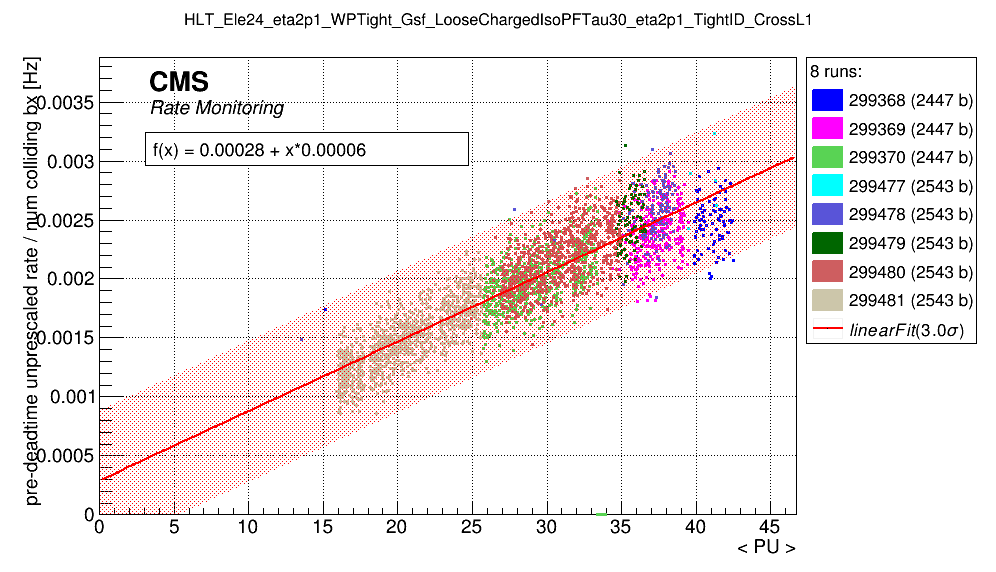 HLT_Ele24_eta2p1_WPTight_Gsf_LooseChargedIsoPFTau30_eta2p1_TightID_CrossL1
pre-deadtime unprescaled rate / num colliding bx [Hz]
CMS
Rate Monitoring
f(x) = 0.00028 + x*0.00006
0.0035
0.003
0.0025
0.002
0.0015
0.001
0.0005
0
0 5 10 15 20 25 30 35 40 45
< PU >
8 runs:
299368 (2447 b)
299369 (2447 b)
299370 (2447 b)
299477 (2543 b)
299478 (2543 b)
299479 (2543 b)
299480 (2543 b)
299481 (2543 b)
linearFit(3.0σ)